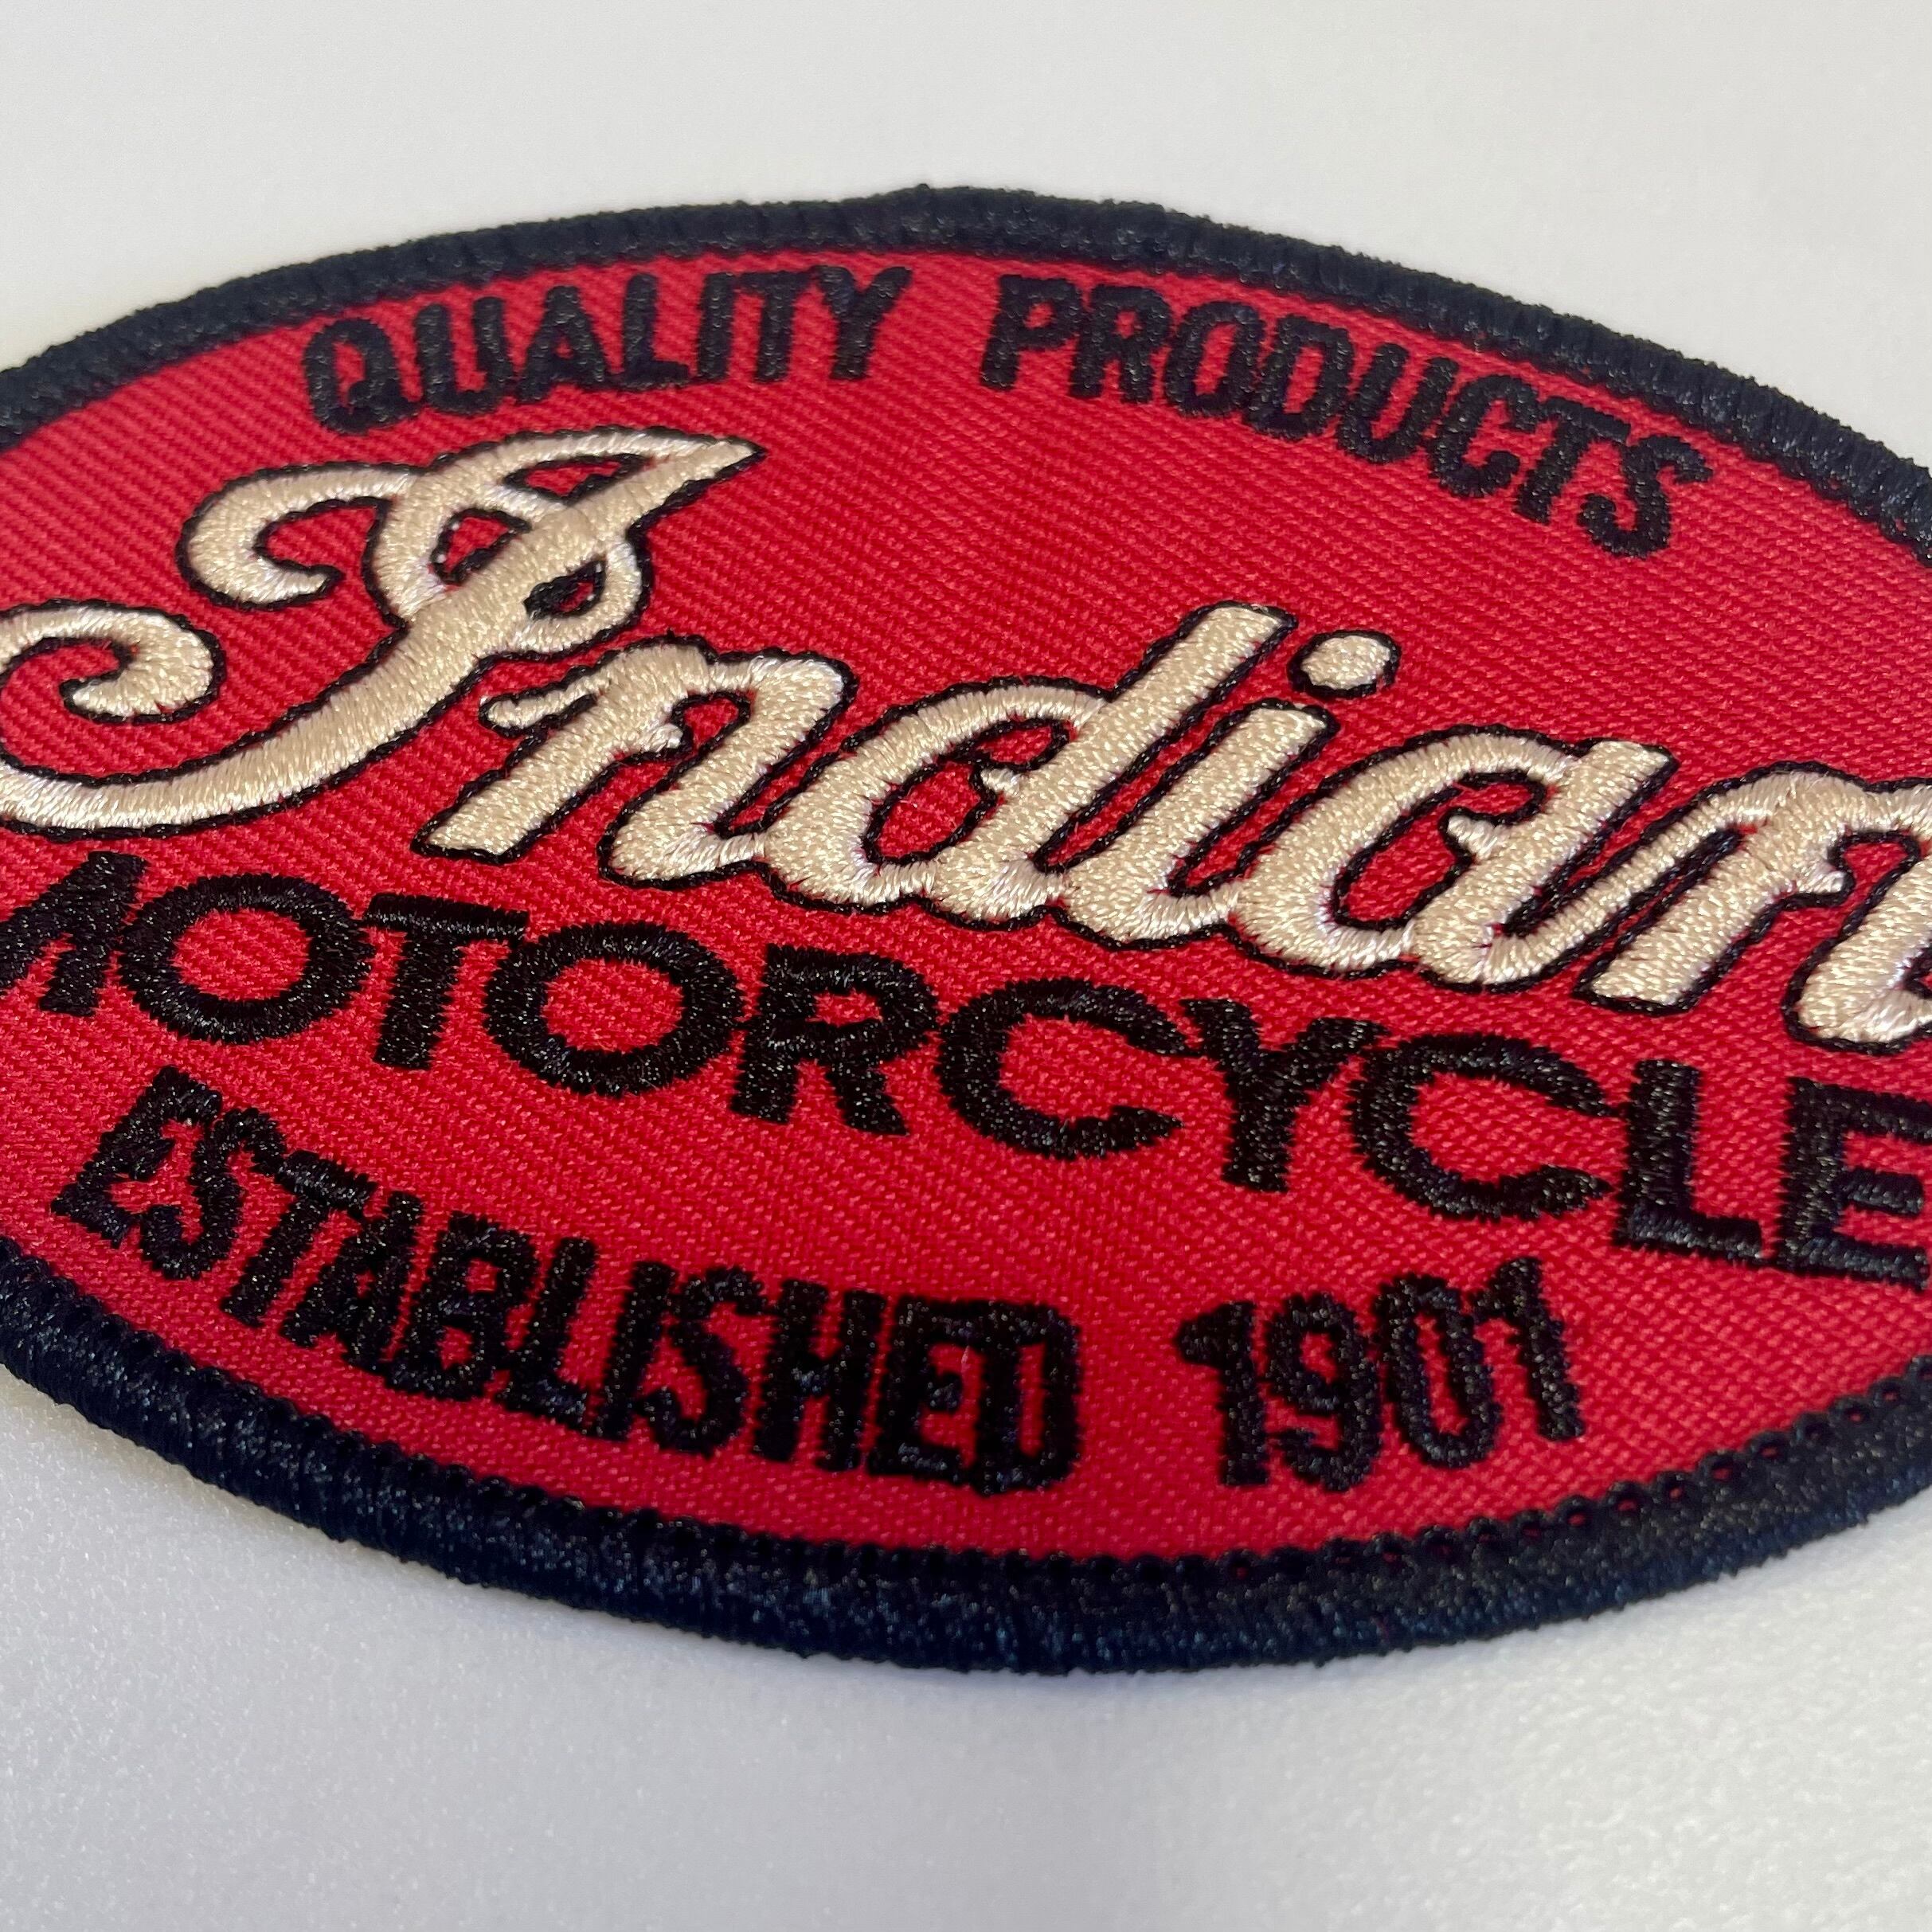 QUALITY PRODUCTS
Indian
MOTORCYCLE
ESTABLISHED 1901